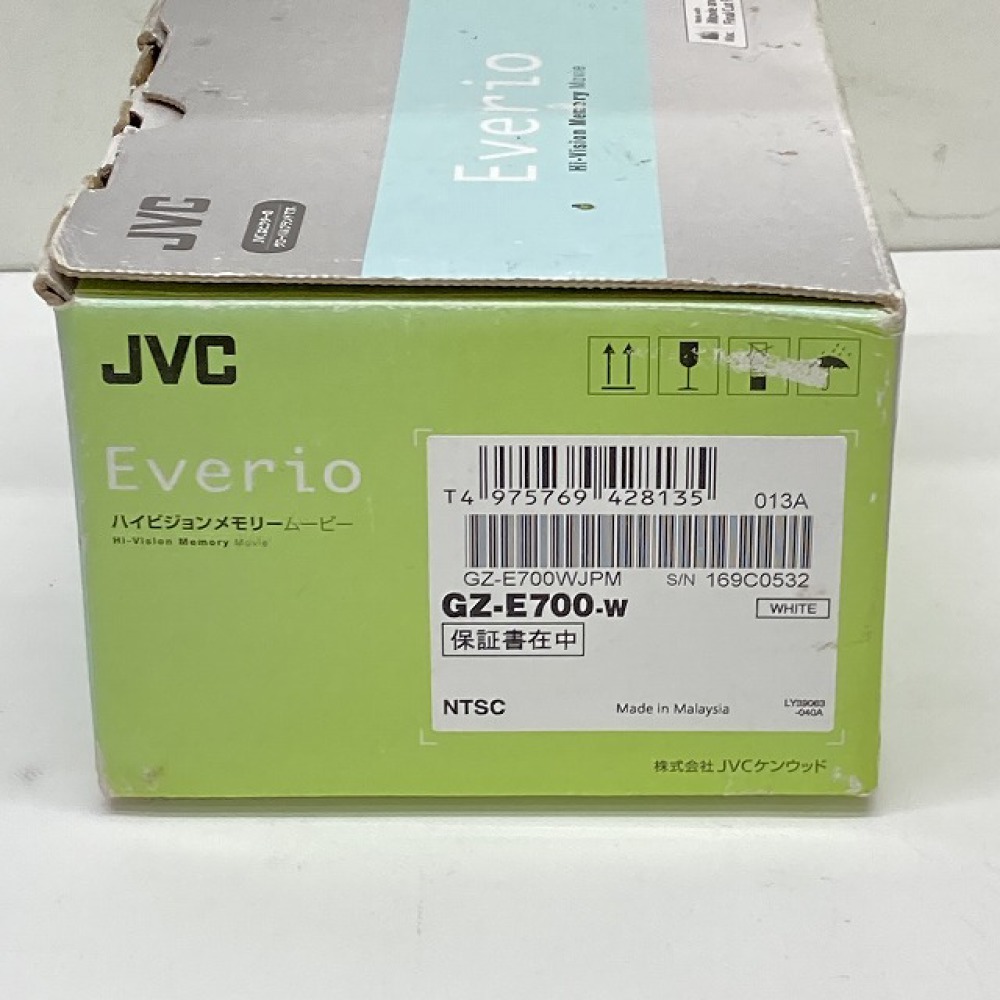 Everio
Hi-Vision Memory Movie
JVC
JVC
Everio
ハイビジョンメモリームービー
Hi-Vision Memory Movie
T4 975769 428135
013A
GZ-E700WJPM
S/N 169C0532
GZ-E700-W
WHITE
保証書在中
NTSC
Made in Malaysia
LY39063
-040A
株式会社 JVCケンウッド